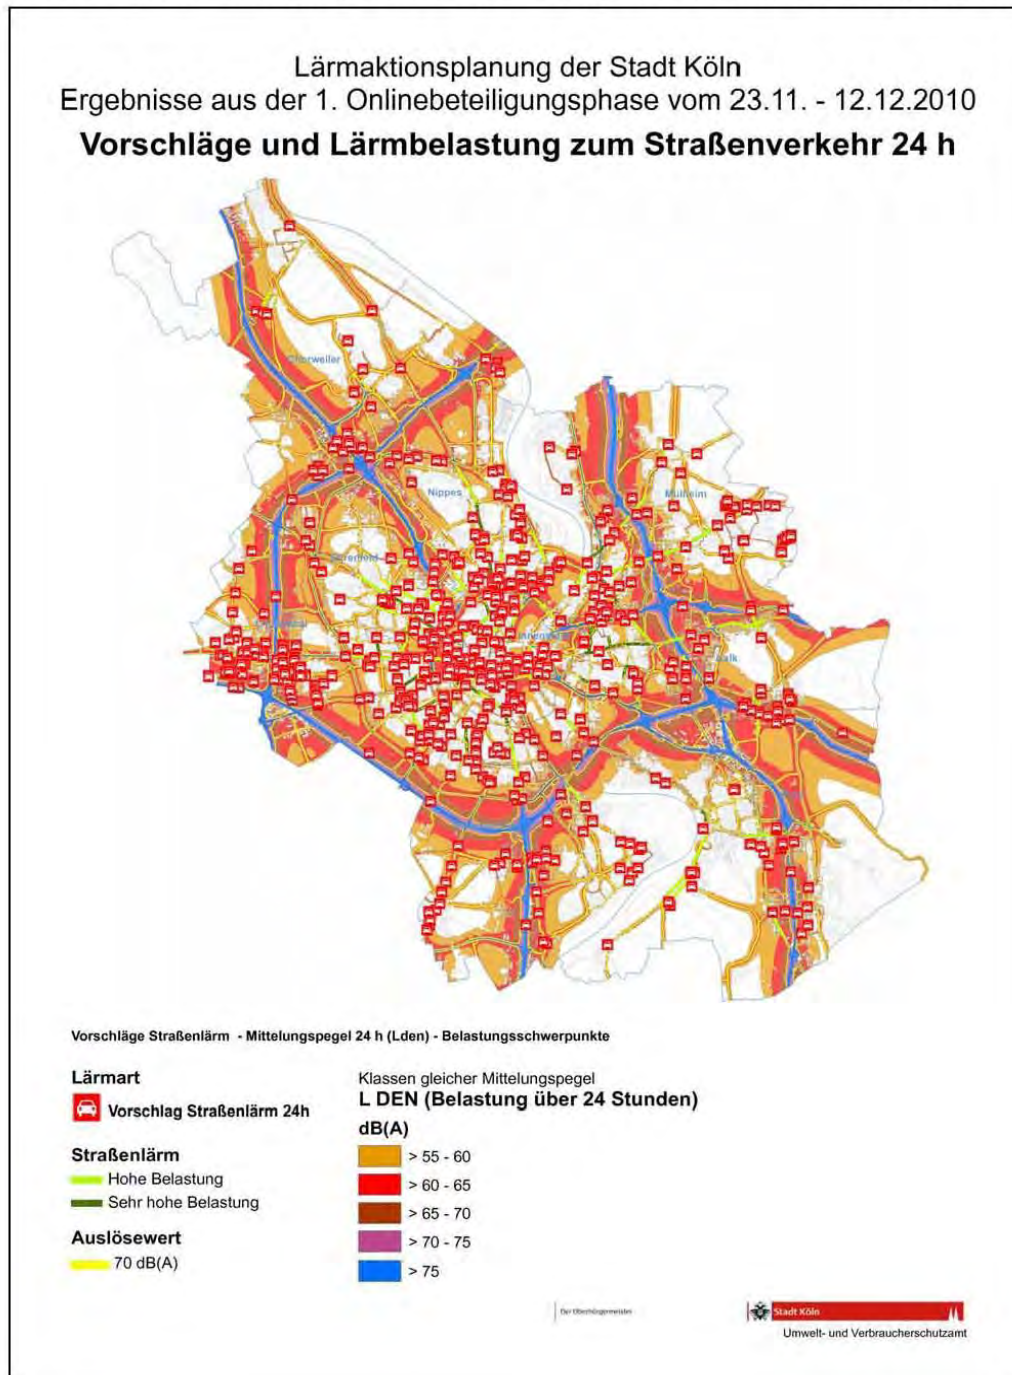 Lärmaktionsplanung der Stadt Köln
Ergebnisse aus der 1. Onlinebeteiligungsphase vom 23.11. - 12.12.2010
Vorschläge und Lärmbelastung zum Straßenverkehr 24 h
Chorweiler
Nippes
Mülheim
Ehrenfeld
Kalk
Vorschläge Straßenlärm - Mittelungspegel 24 h (Lden) - Belastungsschwerpunkte
Lärmart
Vorschlag Straßenlärm 24h
Straßenlärm
Hohe Belastung
Sehr hohe Belastung
Auslösewert
70 dB(A)
Klassen gleicher Mittelungspegel
L DEN (Belastung über 24 Stunden)
dB(A)
> 55 - 60
> 60 - 65
> 65 - 70
> 70 - 75
> 75
Der Oberbürgermeister
Stadt Köln
Umwelt- und Verbraucherschutzamt